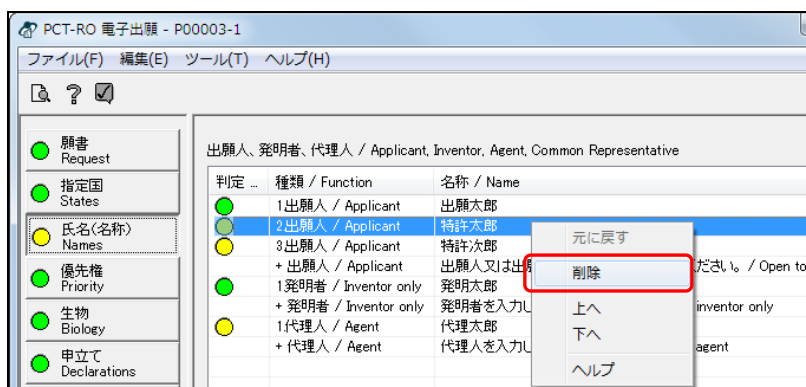 PCT-RO 電子出願 - P00003-1
ファイル(F) 編集(E) ツール(T) ヘルプ(H)
願書
Request
指定国
States
氏名(名称)
Names
優先権
Priority
生物
Biology
申立て
Declarations
出願人、発明者、代理人 / Applicant, Inventor, Agent, Common Representative
判定 ... 種類 / Function 名称 / Name
1出願人 / Applicant 出願太郎
2出願人 / Applicant 特許太郎
3出願人 / Applicant 特許次郎
+ 出願人 / Applicant 出願人又は出 ださい。 / Open to
1発明者 / Inventor only 発明太郎
+ 発明者 / Inventor only 発明者を入力し inventor only
1代理人 / Agent 代理太郎
+ 代理人 / Agent 代理人を入力し agent
元に戻す
削除
上へ
下へ
ヘルプ